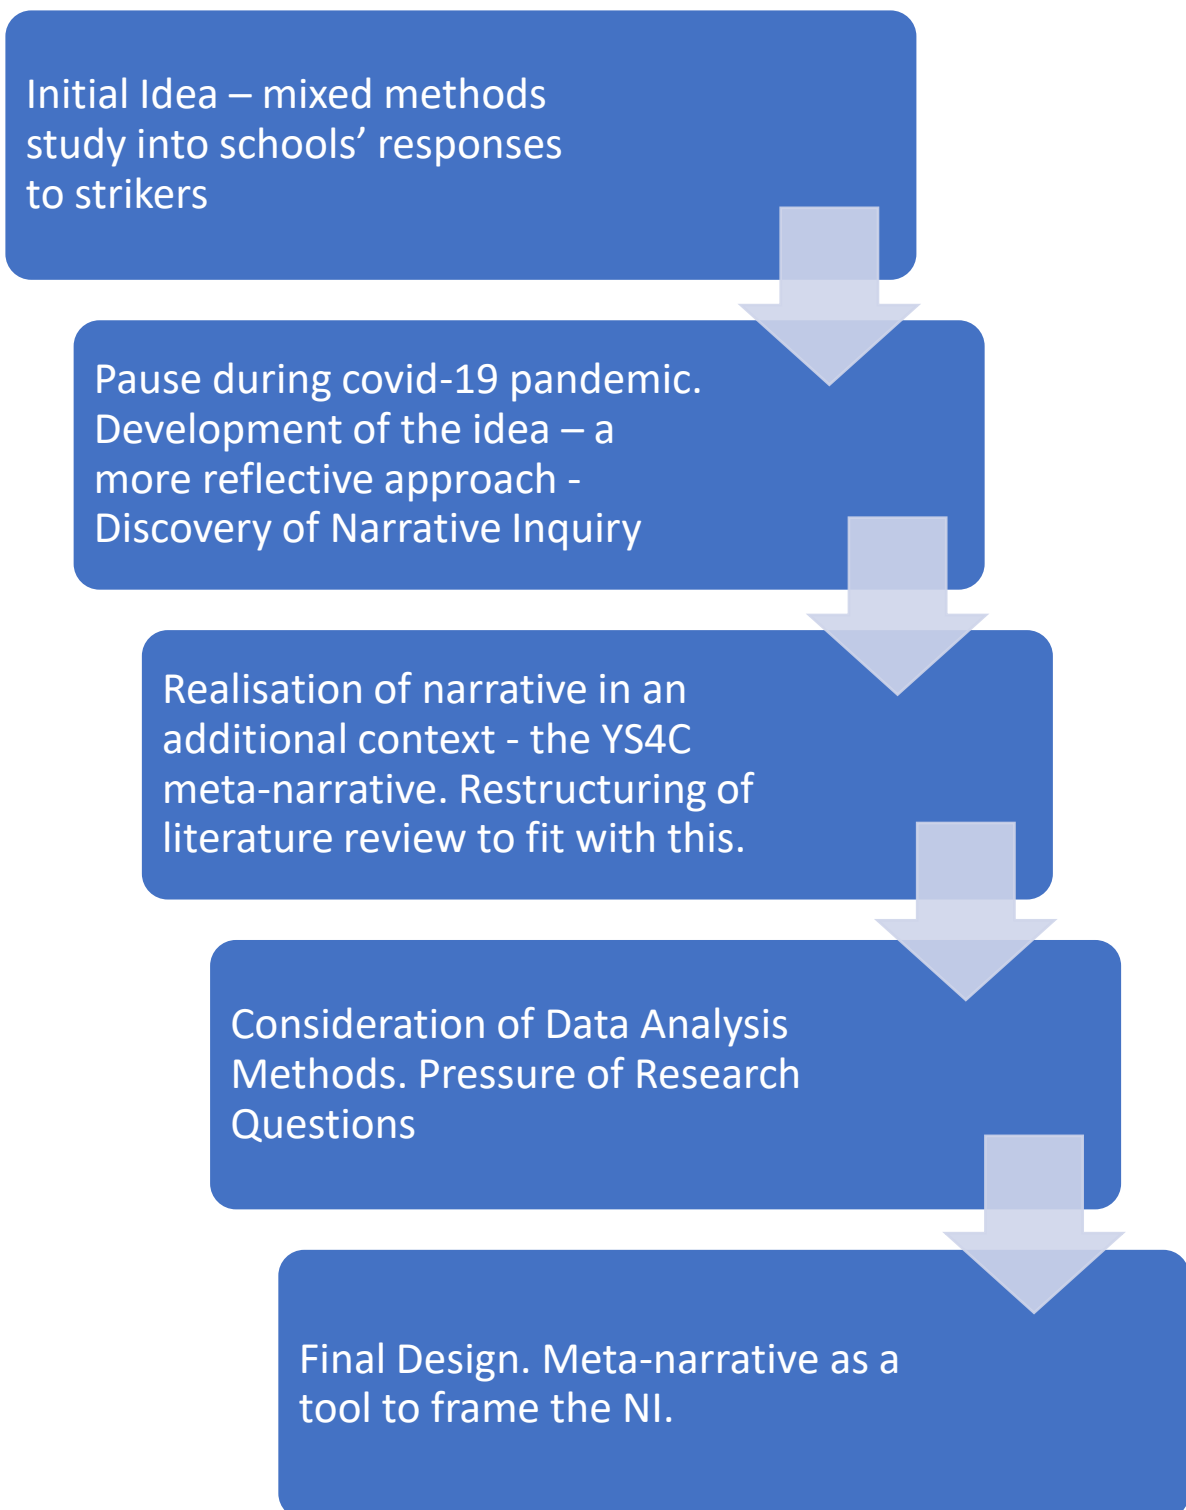 Initial Idea – mixed methods
study into schools’ responses
to strikers
Pause during covid-19 pandemic.
Development of the idea – a
more reflective approach -
Discovery of Narrative Inquiry
Realisation of narrative in an
additional context - the YS4C
meta-narrative. Restructuring of
literature review to fit with this.
Consideration of Data Analysis
Methods. Pressure of Research
Questions
Final Design. Meta-narrative as a
tool to frame the NI.